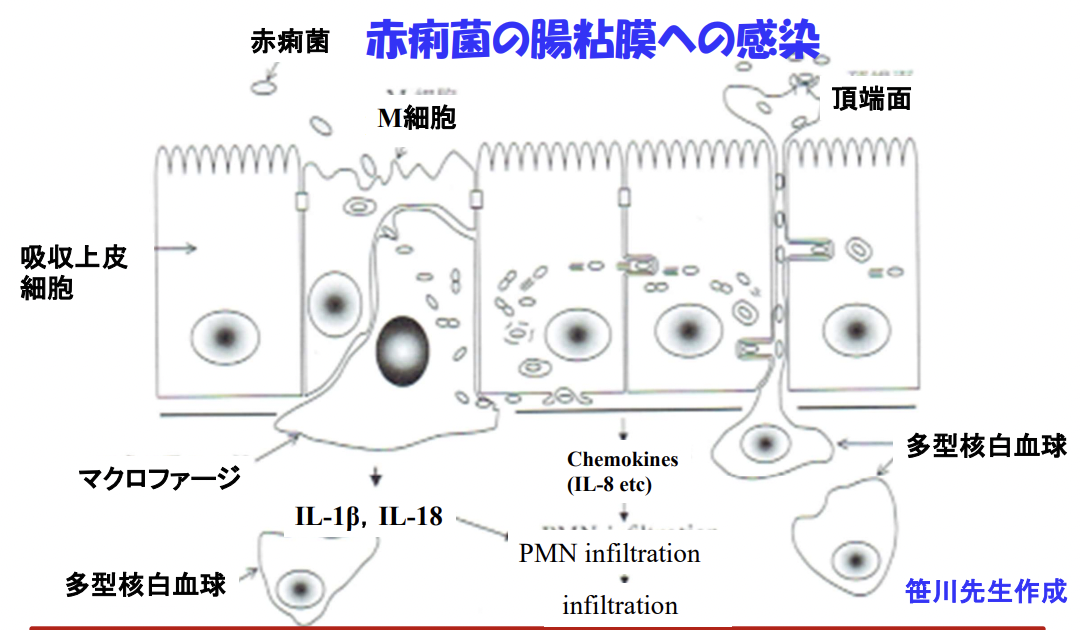 赤痢菌の腸粘膜への感染
赤痢菌
M細胞
頂端面
吸収上皮
細胞
マクロファージ
Chemokines
(IL-8 etc)
多型核白血球
IL-1β, IL-18
PMN infiltration
多型核白血球
infiltration
笹川先生作成